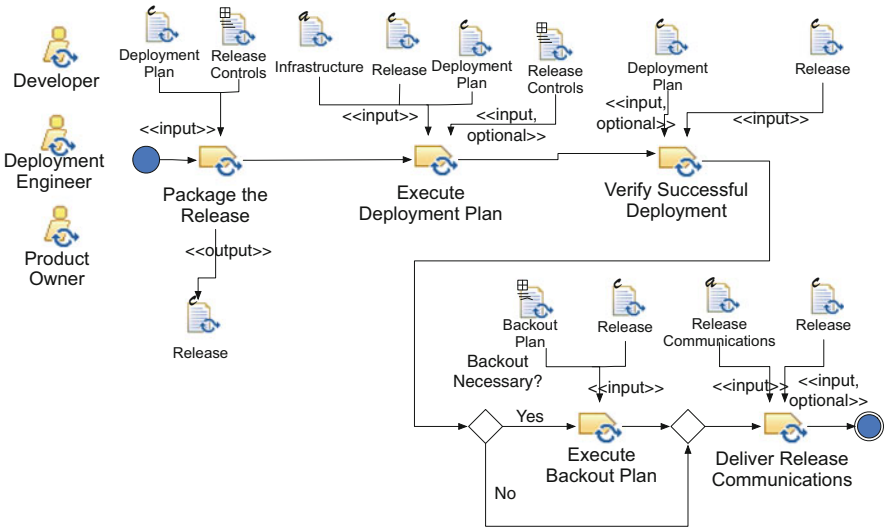 Developer
Deployment
Engineer
Product
Owner
Deployment
Plan
Release
Controls
<<input>>
Package the
Release
<<output>>
c
Release
c
a
Infrastructure
c
Release
c
Deployment
Plan
Release
Controls
<<input>>
<<input,
optional>>
Execute
Deployment Plan
c
Deployment
Plan
<<input,
optional>>
c
Release
<<input>>
Verify Successful
Deployment
Backout
Necessary?
Yes
No
Backout
Plan
c
Release
<<input>>
Execute
Backout Plan
a
Release
Communications
c
Release
<<input>>
<<input,
optional>>
Deliver Release
Communications